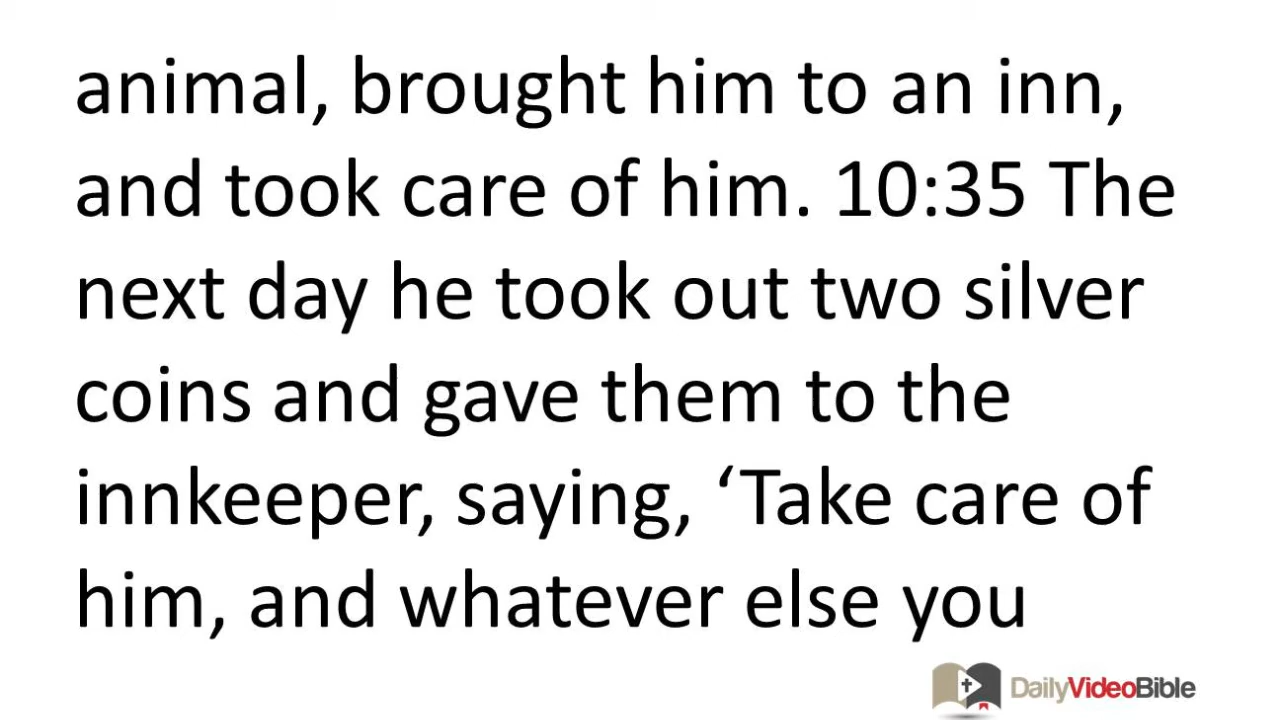 animal, brought him to an inn,
and took care of him. 10:35 The
next day he took out two silver
coins and gave them to the
innkeeper, saying, ‘Take care of
him, and whatever else you
DailyVideoBible